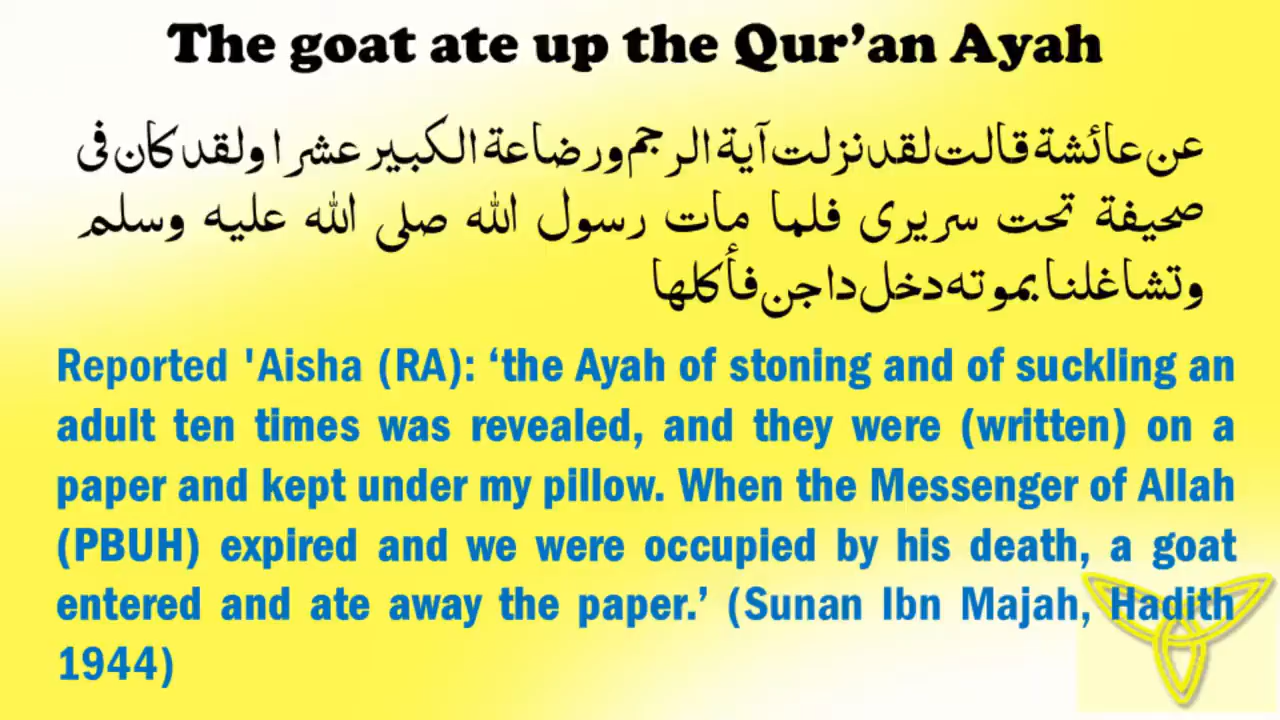 The goat ate up the Qur’an Ayah
عن عائشة قالت لقد نزلت آية الرجم ورضاعة الكبير عشرا ولقد كان فى
صحيفة تحت سريرى فلما مات رسول الله صلى الله عليه وسلم
وتشاغلنا بموته دخل داجن فأكلها
Reported 'Aisha (RA): ‘the Ayah of stoning and of suckling an
adult ten times was revealed, and they were (written) on a
paper and kept under my pillow. When the Messenger of Allah
(PBUH) expired and we were occupied by his death, a goat
entered and ate away the paper.’ (Sunan Ibn Majah, Hadith
1944)